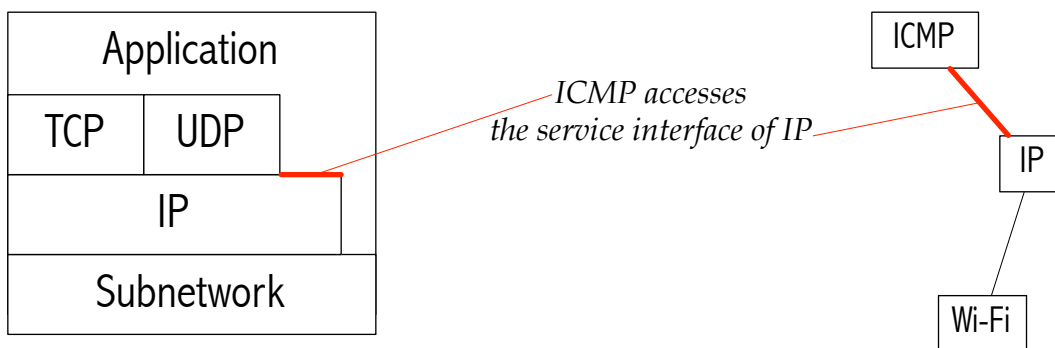 Application
TCP
UDP
IP
Subnetwork
ICMP accesses
the service interface of IP
ICMP
IP
Wi-Fi